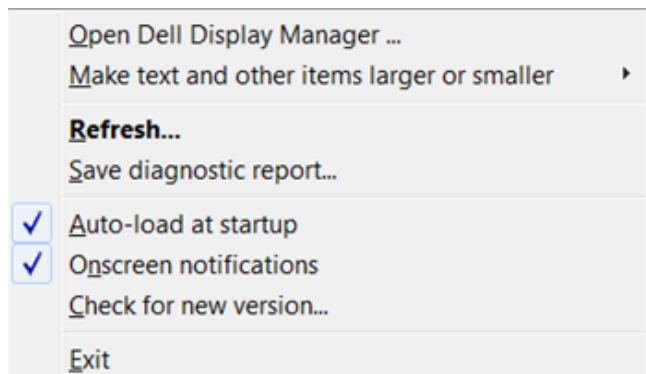 Open Dell Display Manager ...
Make text and other items larger or smaller
Refresh...
Save diagnostic report...
Auto-load at startup
Onscreen notifications
Check for new version...
Exit